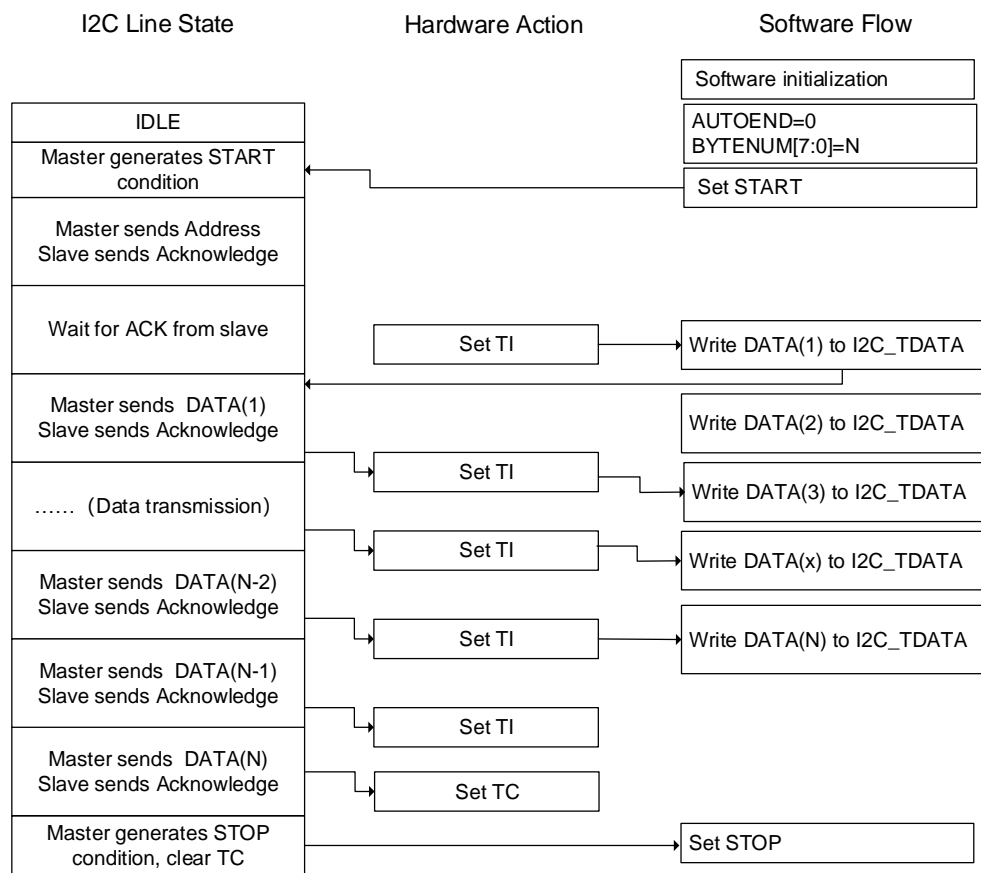 I2C Line State
Hardware Action
Software Flow
Software initialization
IDLE
AUTOEND=0
BYTENUM[7:0]=N
Master generates START
condition
Set START
Master sends Address
Slave sends Acknowledge
Wait for ACK from slave
Set TI
Write DATA(1) to I2C_TDATA
Master sends DATA(1)
Slave sends Acknowledge
Write DATA(2) to I2C_TDATA
Set TI
Write DATA(3) to I2C_TDATA
…… (Data transmission)
Set TI
Write DATA(x) to I2C_TDATA
Master sends DATA(N-2)
Slave sends Acknowledge
Set TI
Write DATA(N) to I2C_TDATA
Master sends DATA(N-1)
Slave sends Acknowledge
Set TI
Master sends DATA(N)
Slave sends Acknowledge
Set TC
Master generates STOP
condition, clear TC
Set STOP